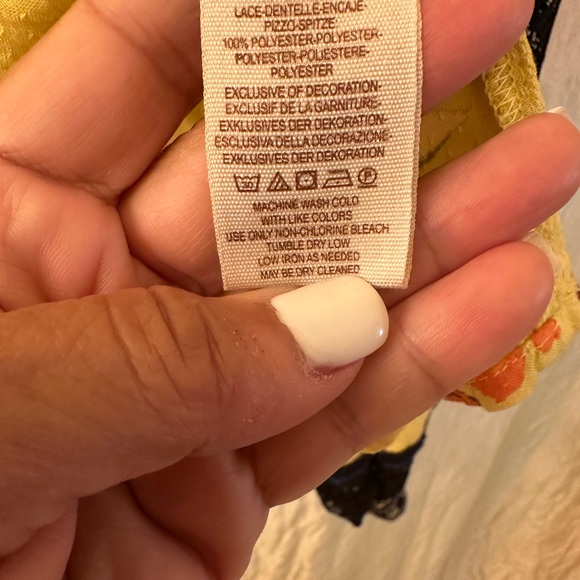 LACE-DENTELLE-ENCAJE-
PIZZO-SPITZE
100% POLYESTER-POLYESTER-
POLYESTER-POLIESTERE-
POLYESTER
EXCLUSIVE OF DECORATION-
EXCLUSIF DE LA GARNITURE-
EXKLUSIVES DER DEKORATION-
ESCLUSIVA DELLA DECORAZIONE-
EXKLUSIVES DER DEKORATION
MACHINE WASH COLD
WITH LIKE COLORS
USE ONLY NON-CHLORINE BLEACH
TUMBLE DRY LOW
LOW IRON AS NEEDED
MAY BE DRY CLEANED